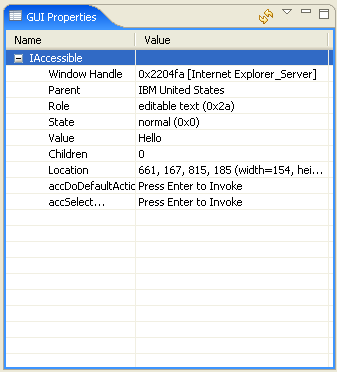 GUI Properties
Name Value
IAccessible
Window Handle 0x2204fa [Internet Explorer_Server]
Parent IBM United States
Role editable text (0x2a)
State normal (0x0)
Value Hello
Children 0
Location 661, 167, 815, 185 (width=154, hei...
accDoDefaultActic Press Enter to Invoke
accSelect... Press Enter to Invoke